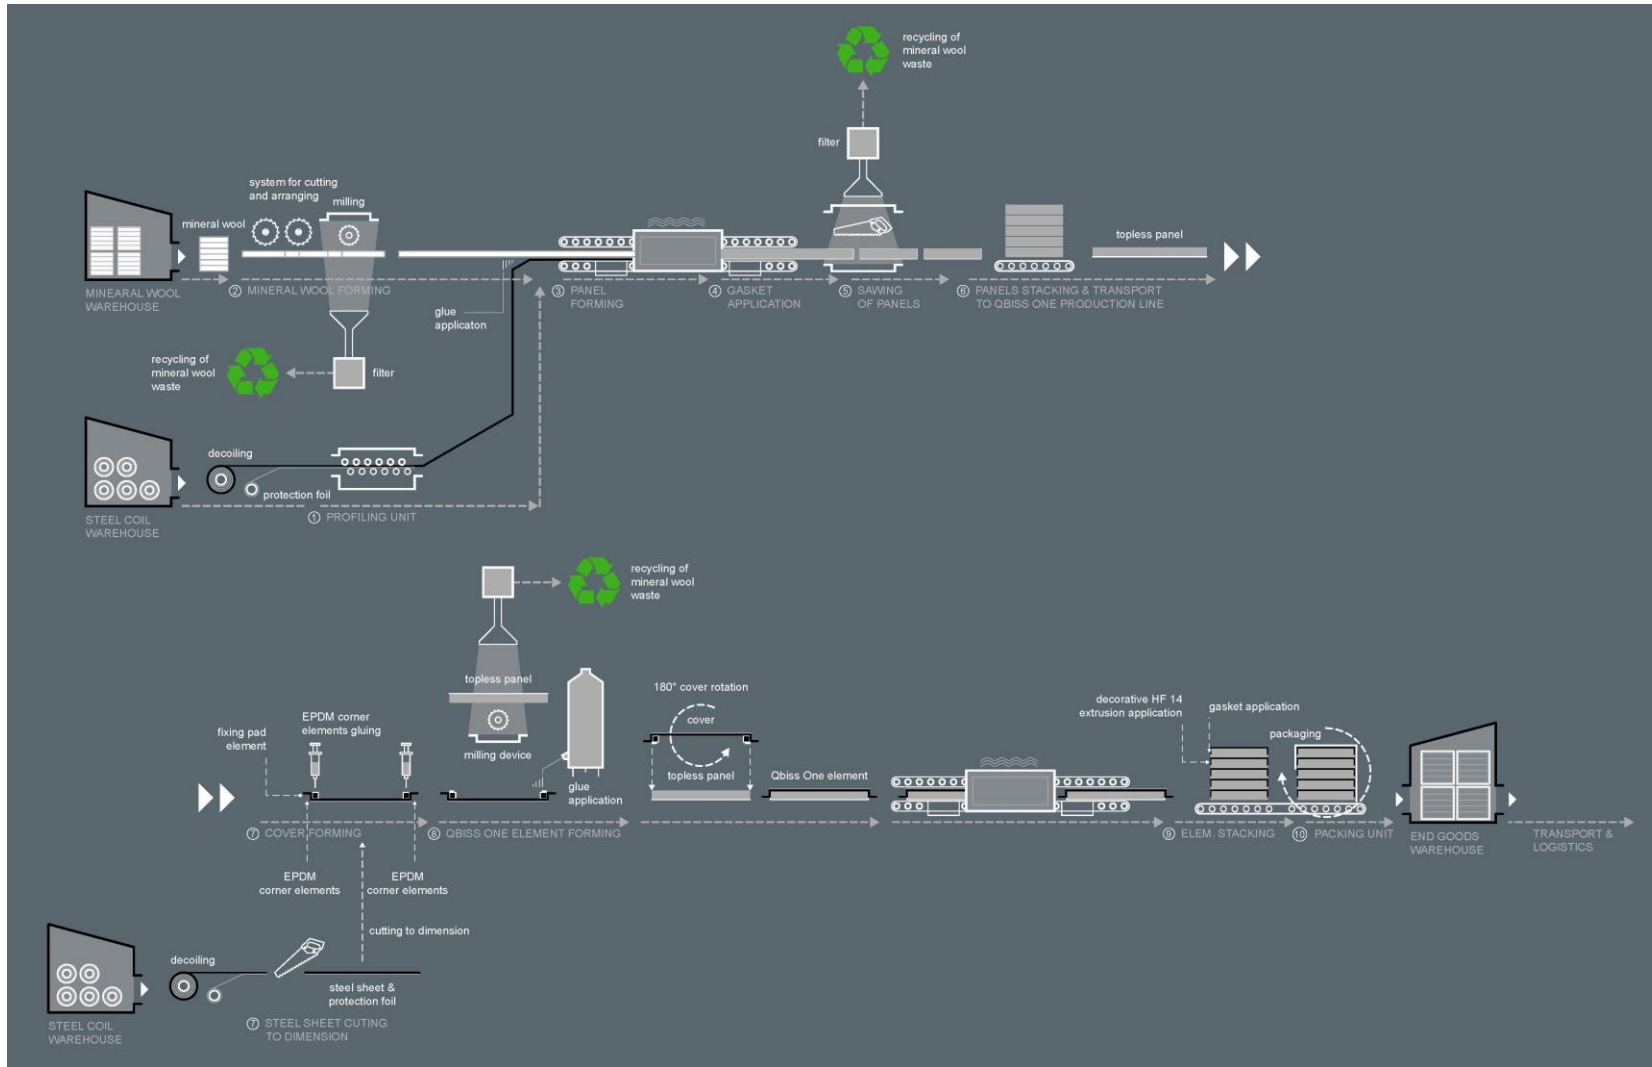 recycling of
mineral wool
waste
filter
system for cutting
and arranging
milling
mineral wool
topless panel
MINEARAL WOOL
WAREHOUSE
② MINERAL WOOL FORMING
③ PANEL
FORMING
④ GASKET
APPLICATION
⑤ SAWING
OF PANELS
⑥ PANELS STACKING & TRANSPORT
TO QBISS ONE PRODUCTION LINE
glue
applicaton
recycling of
mineral wool
waste
filter
decoiling
protection foil
STEEL COIL
WAREHOUSE
① PROFILING UNIT
recycling of
mineral wool
waste
topless panel
milling device
EPDM corner
elements gluing
fixing pad
element
glue
application
180° cover rotation
cover
topless panel
Qbiss One element
decorative HF 14
extrusion application
gasket application
packaging
⑦ COVER FORMING
⑧ QBISS ONE ELEMENT FORMING
⑨ ELEM. STACKING
⑩ PACKING UNIT
END GOODS
WAREHOUSE
TRANSPORT &
LOGISTICS
EPDM
corner elements
EPDM
corner elements
cutting to dimension
decoiling
steel sheet &
protection foil
STEEL COIL
WAREHOUSE
⑦ STEEL SHEET CUTING
TO DIMENSION